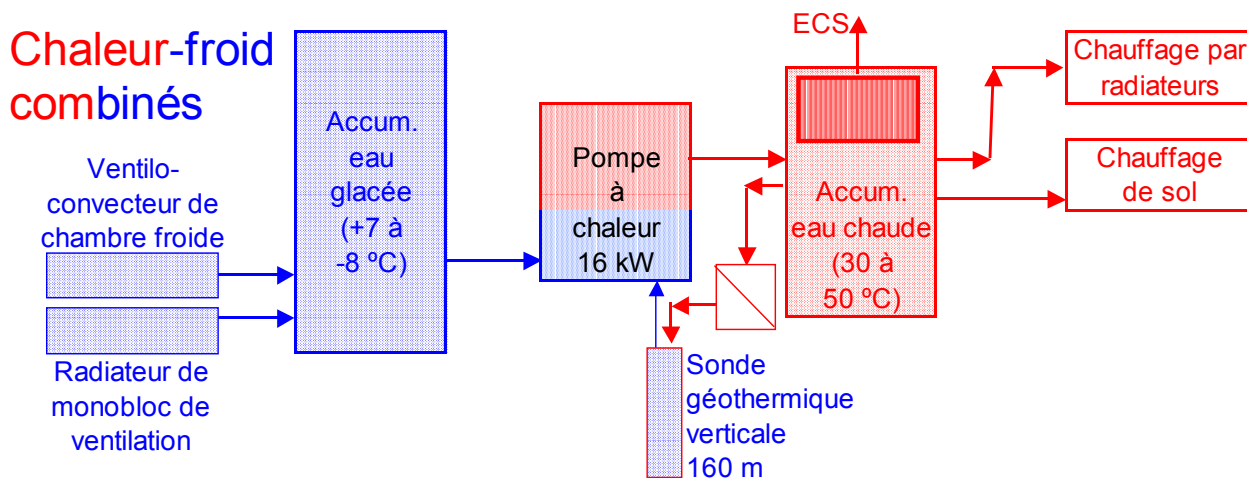 Chaleur-froid
combinés
Ventilo-
convecteur de
chambre froide
Radiateur de
monobloc de
ventilation
Accum.
eau
glacée
(+7 à
-8 ºC)
Pompe
à
chaleur
16 kW
Sonde
géothermique
verticale
160 m
ECS
Accum.
eau chaude
(30 à
50 ºC)
Chauffage par
radiateurs
Chauffage
de sol